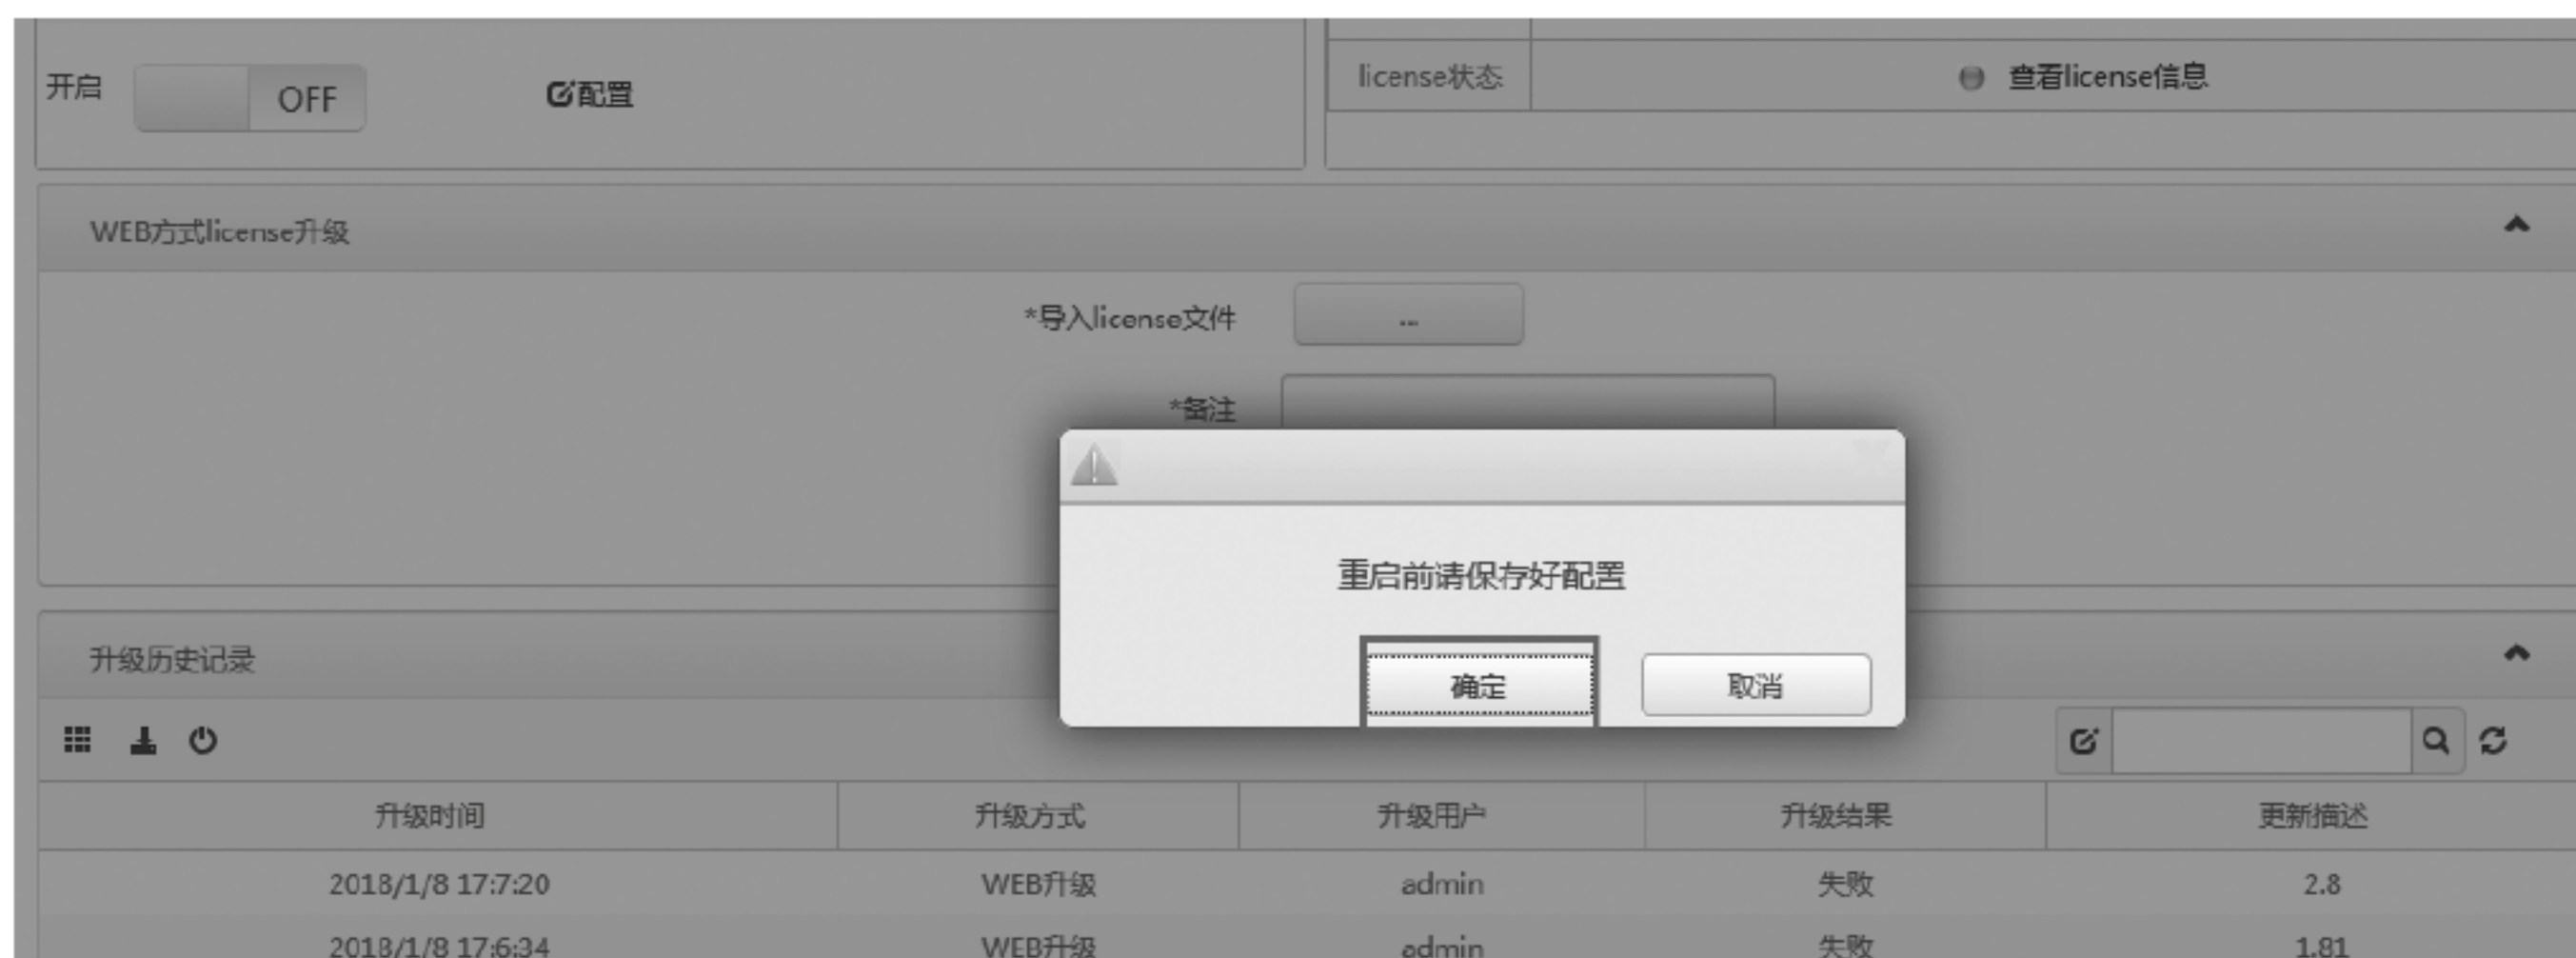 开启 OFF 配置
license状态 查看license信息
WEB方式license升级
*导入license文件 ...
*备注
重启前请保存好配置
确定 取消
升级历史记录
升级时间 升级方式 升级用户 升级结果 更新描述
2018/1/8 17:7:20 WEB升级 admin 失败 2.8
2018/1/8 17:6:34 WEB升级 admin 失败 1.81